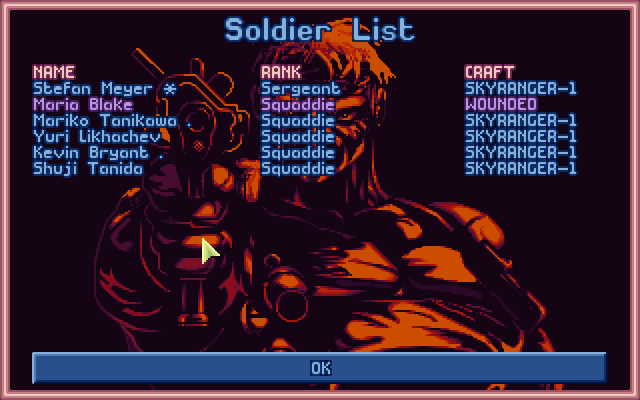 Soldier List
NAME RANK CRAFT
Stefan Meyer * Sergeant SKYRANGER-1
Maria Blake Squaddie WOUNDED
Mariko Tanikawa . Squaddie SKYRANGER-1
Yuri Likhachev Squaddie SKYRANGER-1
Kevin Bryant . Squaddie SKYRANGER-1
Shuji Tanida Squaddie SKYRANGER-1
OK